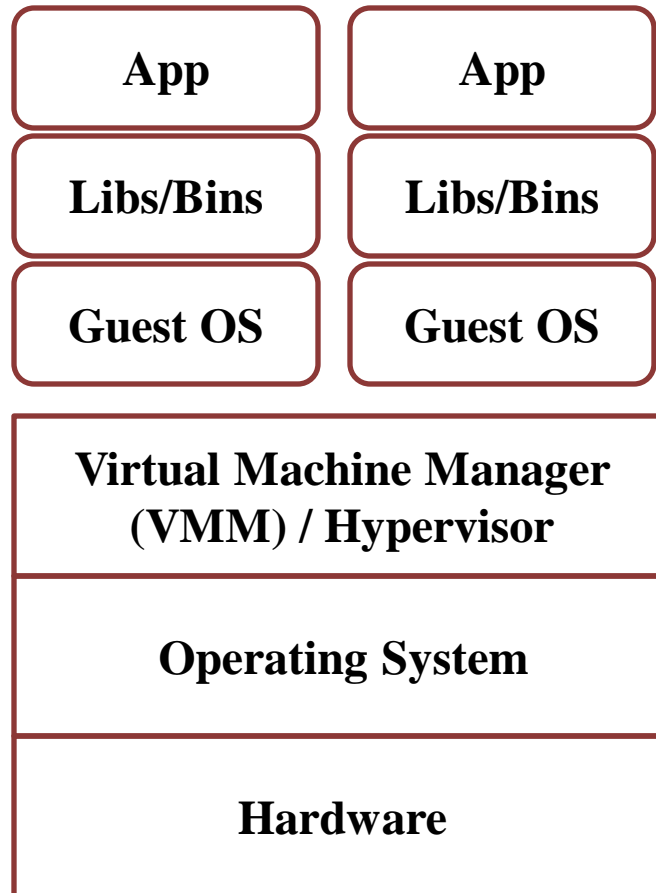 App
App
Libs/Bins
Libs/Bins
Guest OS
Guest OS
Virtual Machine Manager
(VMM) / Hypervisor
Operating System
Hardware